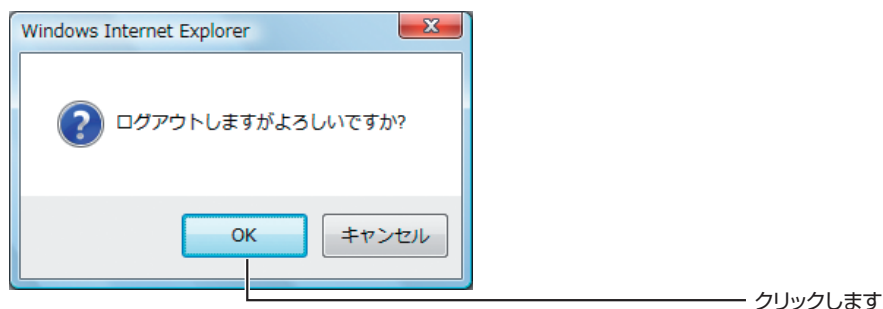 Windows Internet Explorer
ログアウトしますがよろしいですか?
OK
キャンセル
クリックします